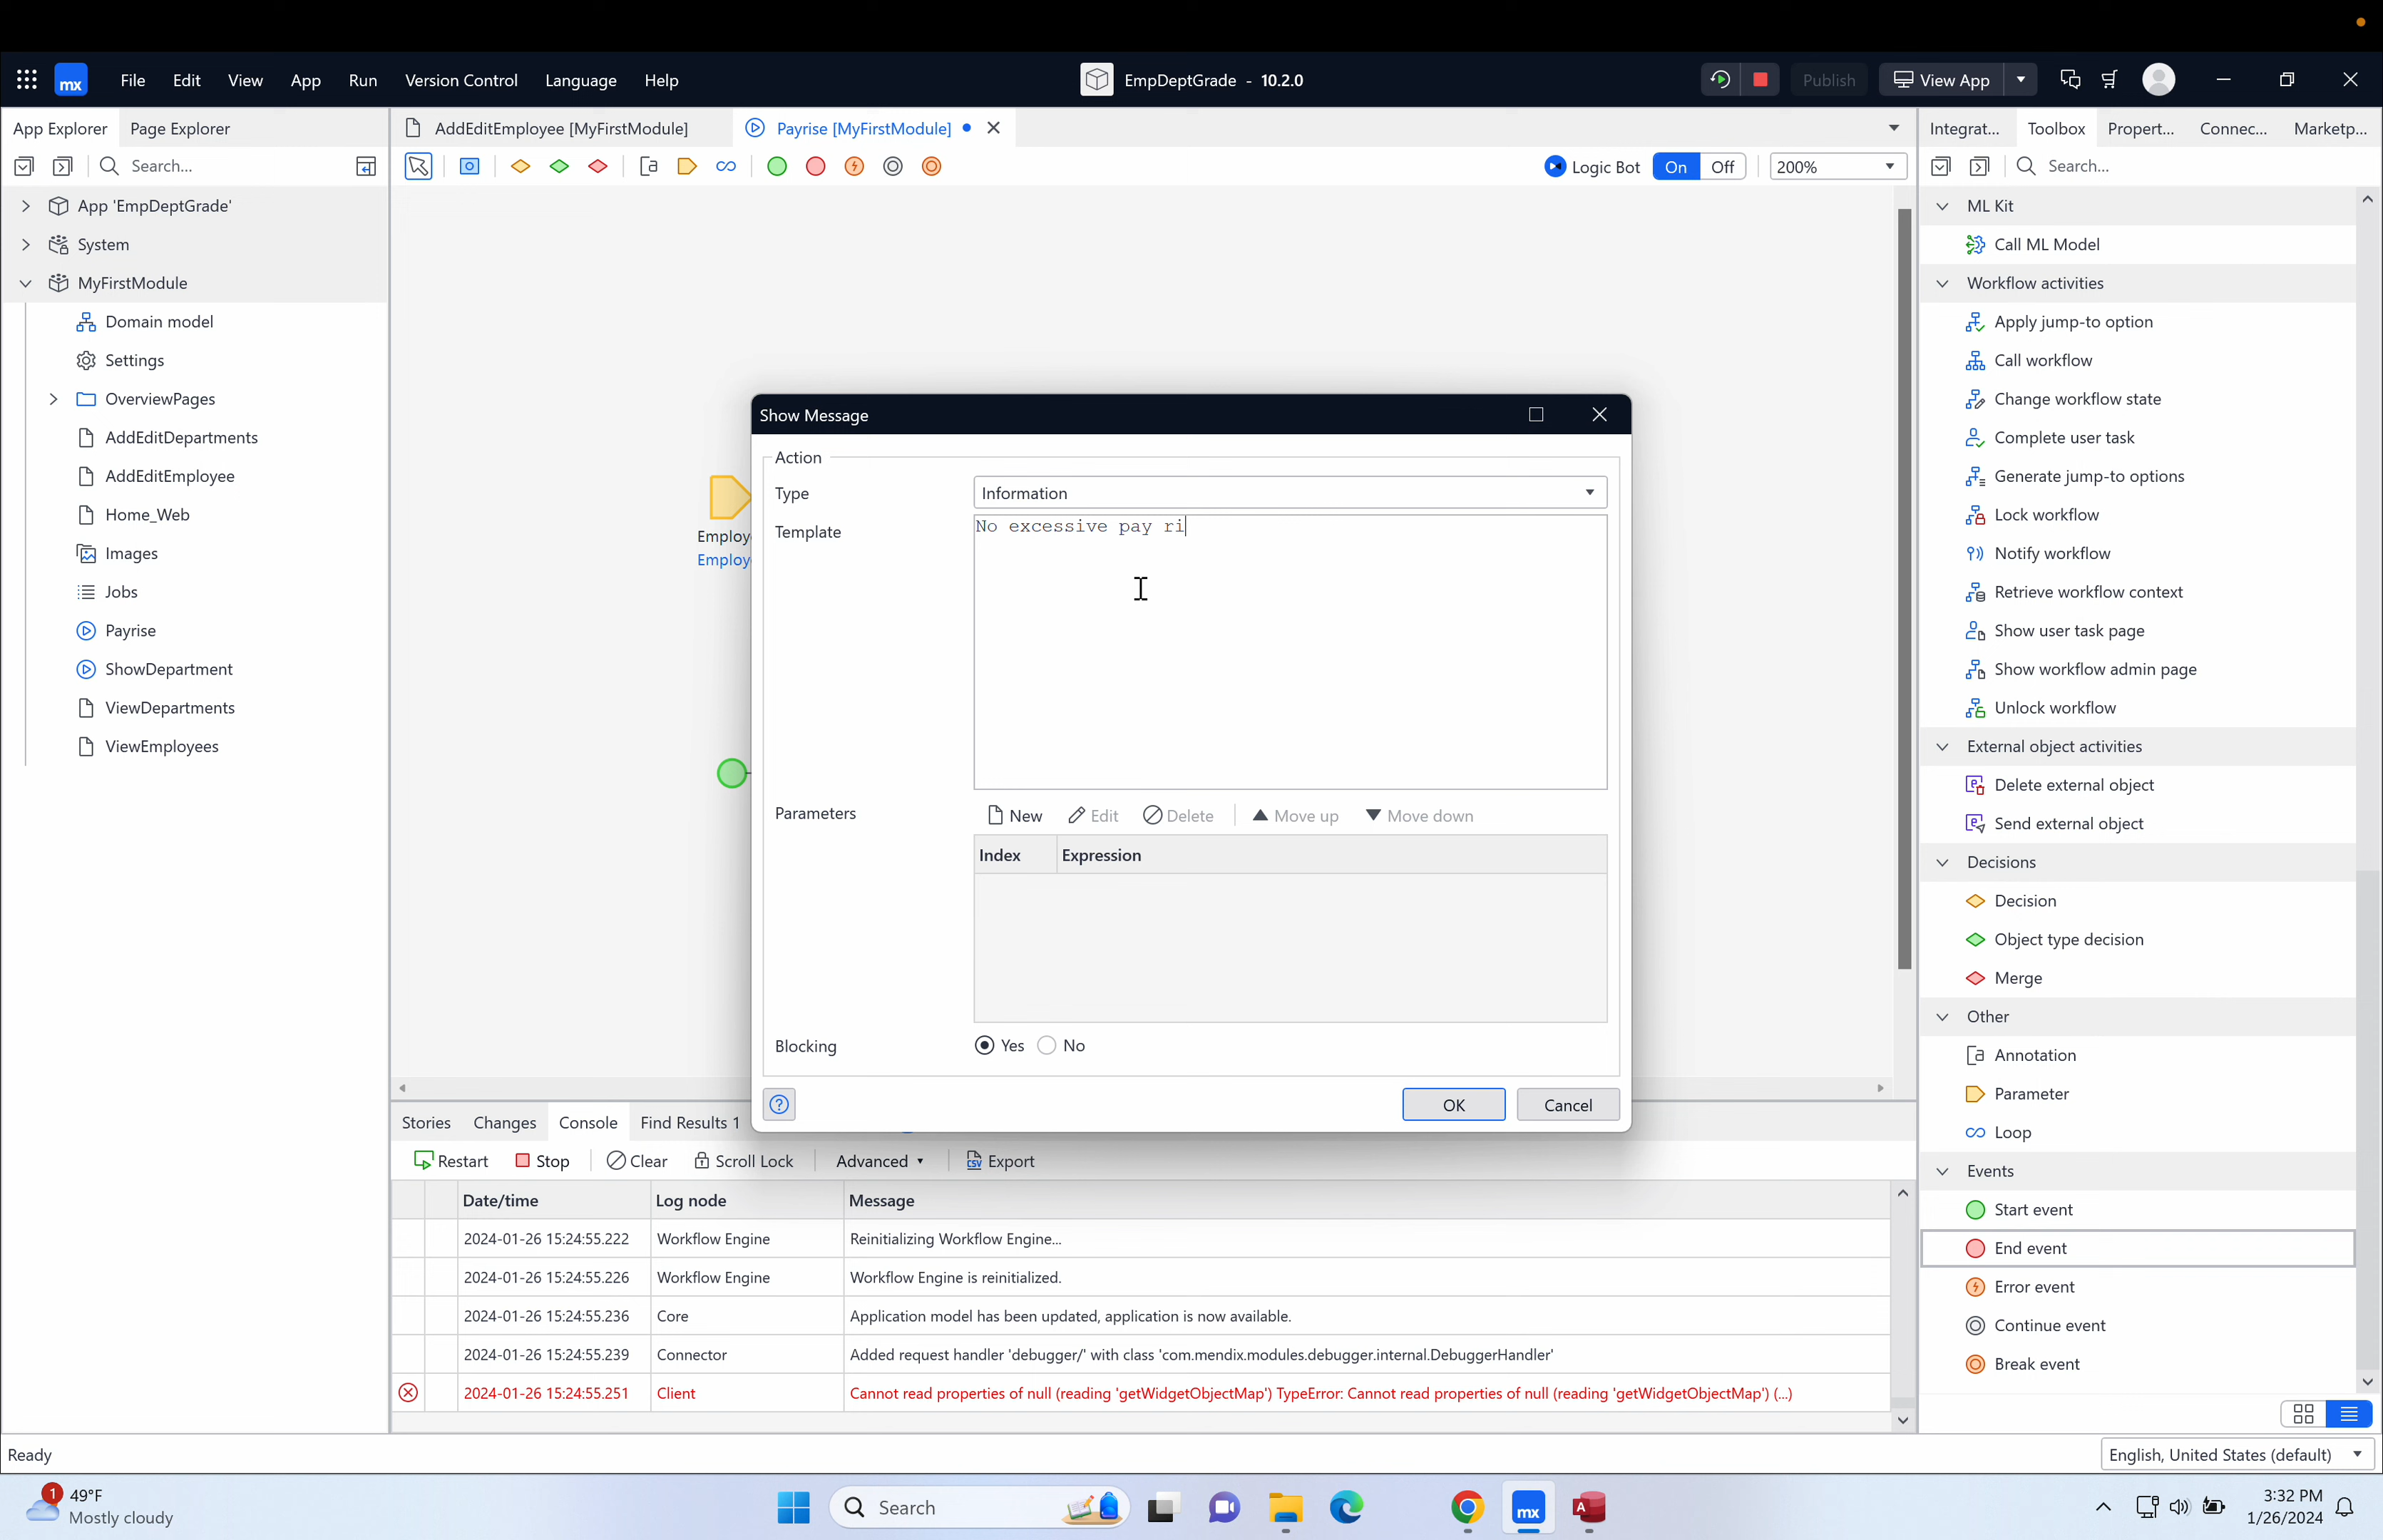 mx File Edit View App Run Version Control Language Help EmpDeptGrade - 10.2.0 Publish View App
App Explorer Page Explorer
Search...
App 'EmpDeptGrade'
System
MyFirstModule
Domain model
Settings
OverviewPages
AddEditDepartments
AddEditEmployee
Home_Web
Images
Jobs
Payrise
ShowDepartment
ViewDepartments
ViewEmployees
AddEditEmployee [MyFirstModule] Payrise [MyFirstModule]
Logic Bot On Off 200%
Employ
Employ
Show Message
Action
Type Information
Template No excessive pay ri
Parameters New Edit Delete Move up Move down
Index Expression
Blocking Yes No
OK Cancel
Stories Changes Console Find Results 1
Restart Stop Clear Scroll Lock Advanced Export
Date/time Log node Message
2024-01-26 15:24:55.222 Workflow Engine Reinitializing Workflow Engine...
2024-01-26 15:24:55.226 Workflow Engine Workflow Engine is reinitialized.
2024-01-26 15:24:55.236 Core Application model has been updated, application is now available.
2024-01-26 15:24:55.239 Connector Added request handler 'debugger/' with class 'com.mendix.modules.debugger.internal.DebuggerHandler'
2024-01-26 15:24:55.251 Client Cannot read properties of null (reading 'getWidgetObjectMap') TypeError: Cannot read properties of null (reading 'getWidgetObjectMap') (...)
Integrat... Toolbox Propert... Connec... Marketp...
Search...
ML Kit
Call ML Model
Workflow activities
Apply jump-to option
Call workflow
Change workflow state
Complete user task
Generate jump-to options
Lock workflow
Notify workflow
Retrieve workflow context
Show user task page
Show workflow admin page
Unlock workflow
External object activities
Delete external object
Send external object
Decisions
Decision
Object type decision
Merge
Other
Annotation
Parameter
Loop
Events
Start event
End event
Error event
Continue event
Break event
Ready English, United States (default)
1 49°F
Mostly cloudy
Search
mx
3:32 PM
1/26/2024